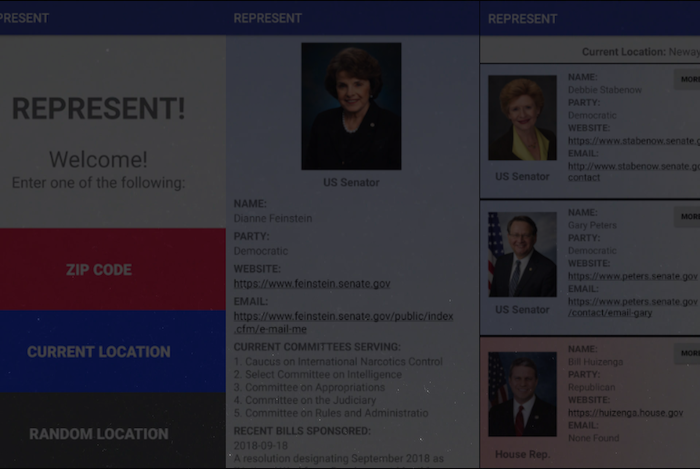 PRESENT
REPRESENT!
Welcome!
Enter one of the following:
ZIP CODE
CURRENT LOCATION
RANDOM LOCATION
REPRESENT
US Senator
NAME:
Dianne Feinstein
PARTY:
Democratic
WEBSITE:
https://www.feinstein.senate.gov
EMAIL:
https://www.feinstein.senate.gov/public/index
.cfm/e-mail-me
CURRENT COMMITTEES SERVING:
1. Caucus on International Narcotics Control
2. Select Committee on Intelligence
3. Committee on Appropriations
4. Committee on the Judiciary
5. Committee on Rules and Administratio
RECENT BILLS SPONSORED:
2018-09-18
A resolution designating September 2018 as
REPRESENT
Current Location: Neway
NAME:
Debbie Stabenow
PARTY:
Democratic
WEBSITE:
https://www.stabenow.senate.g
EMAIL:
http://www.stabenow.senate.go
contact
US Senator
MORE
NAME:
Gary Peters
PARTY:
Democratic
WEBSITE:
https://www.peters.senate.gov
EMAIL:
https://www.peters.senate.gov
/contact/email-gary
US Senator
MORE
NAME:
Bill Huizenga
PARTY:
Republican
WEBSITE:
https://huizenga.house.gov
EMAIL:
None Found
House Rep.
MORE